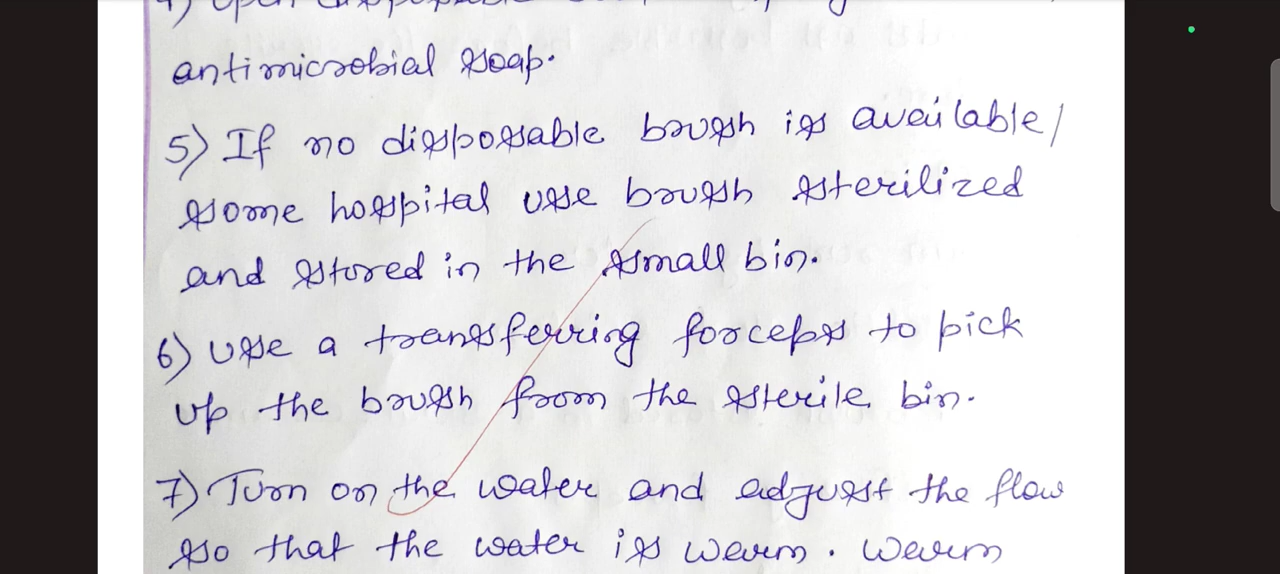 antimicrobial soap.
5) If no disposable brush is available/
some hospital use brush sterilized
and stored in the small bin.
6) Use a transferring forceps to pick
up the brush from the sterile bin.
7) Turn on the water and adjust the flow
so that the water is warm. Warm